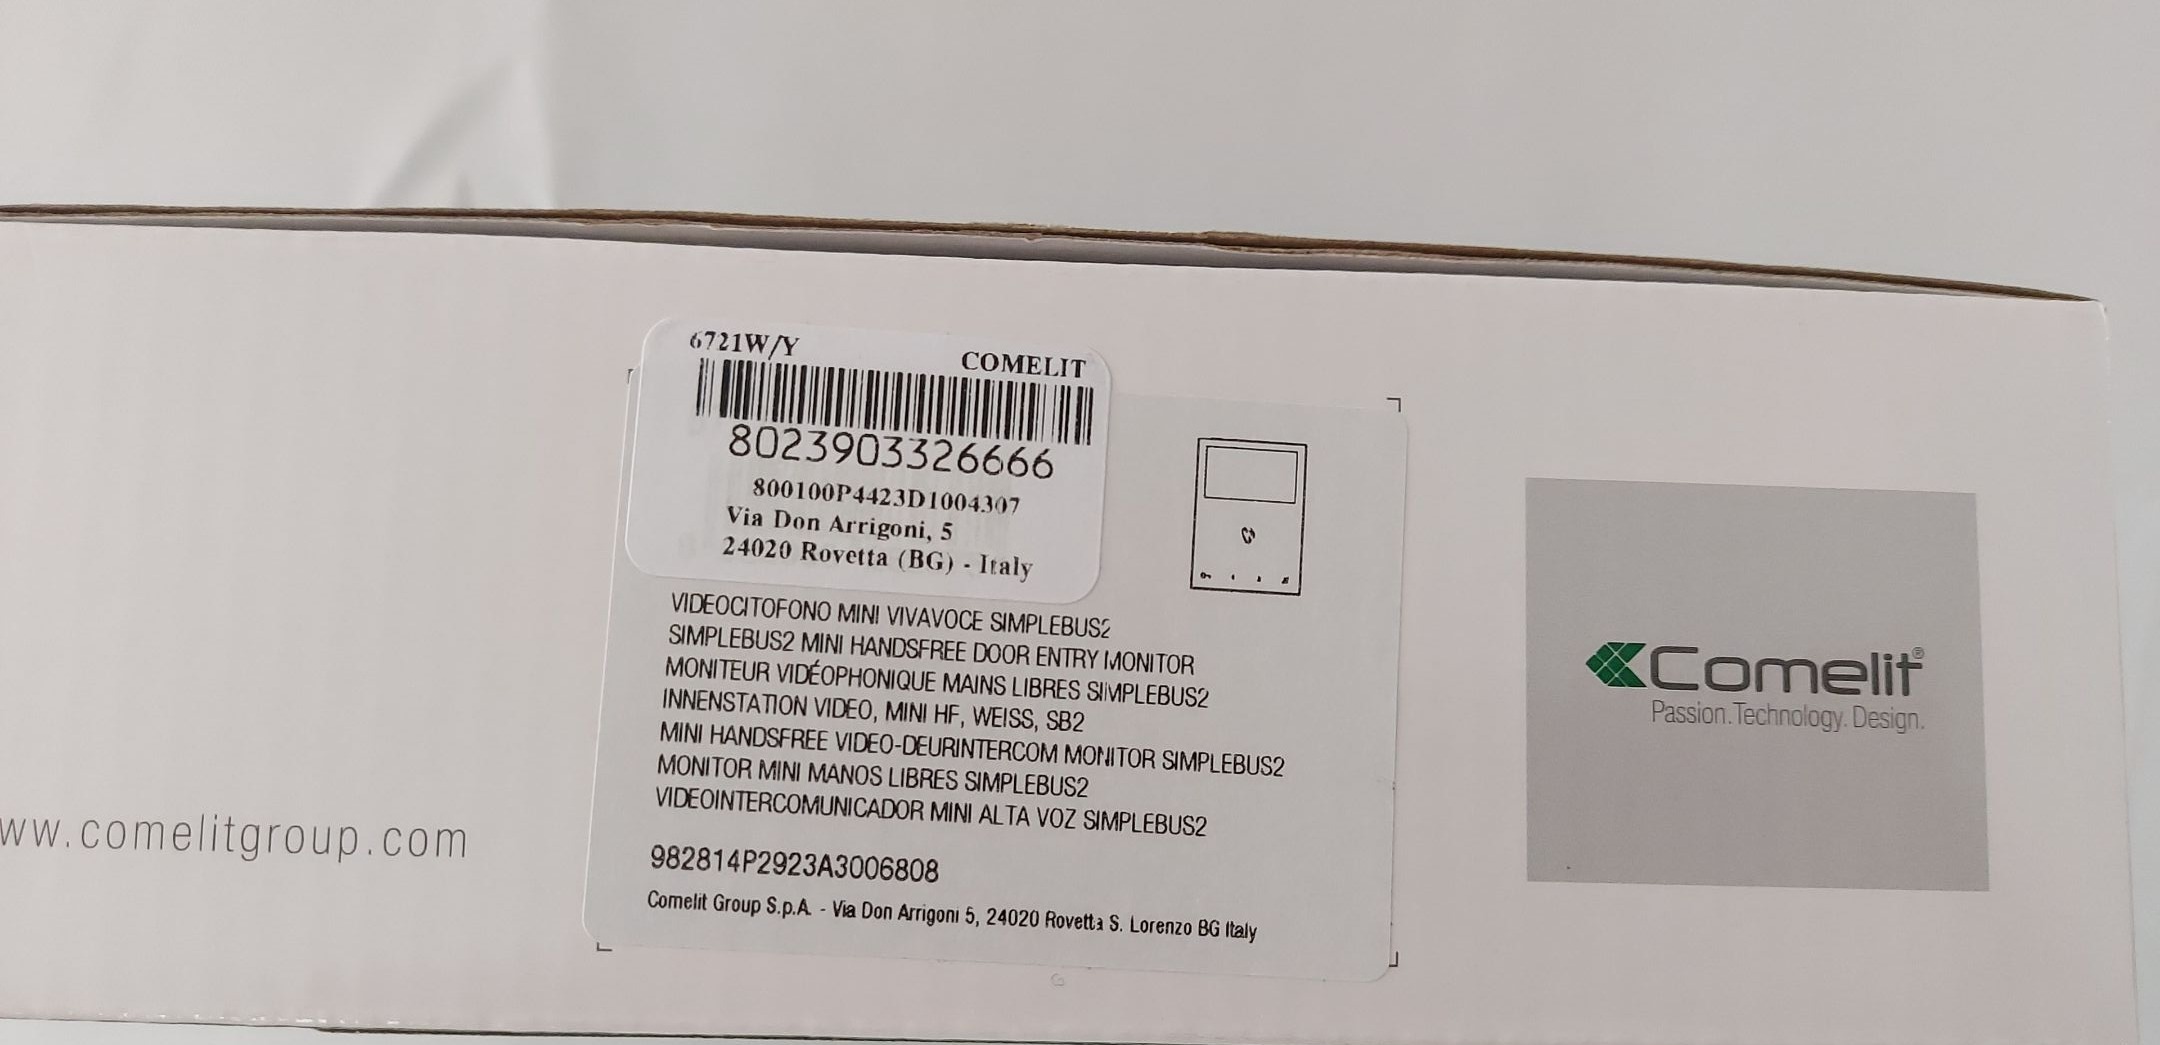 6721W/Y COMELIT
8023903326666
800100P4423D1004307
Via Don Arrigoni, 5
24020 Rovetta (BG) - Italy
VIDEOCITOFONO MINI VIVAVOCE SIMPLEBUS2
SIMPLEBUS2 MINI HANDSFREE DOOR ENTRY MONITOR
MONITEUR VIDÉOPHONIQUE MAINS LIBRES SIMPLEBUS2
INNENSTATION VIDEO, MINI HF, WEISS, SB2
MINI HANDSFREE VIDEO-DEURINTERCOM MONITOR SIMPLEBUS2
MONITOR MINI MANOS LIBRES SIMPLEBUS2
VIDEOINTERCOMUNICADOR MINI ALTA VOZ SIMPLEBUS2
982814P2923A3006808
Comelit Group S.p.A. - Via Don Arrigoni 5, 24020 Rovetta S. Lorenzo BG Italy
ww.comelitgroup.com
Comelit®
Passion.Technology.Design.